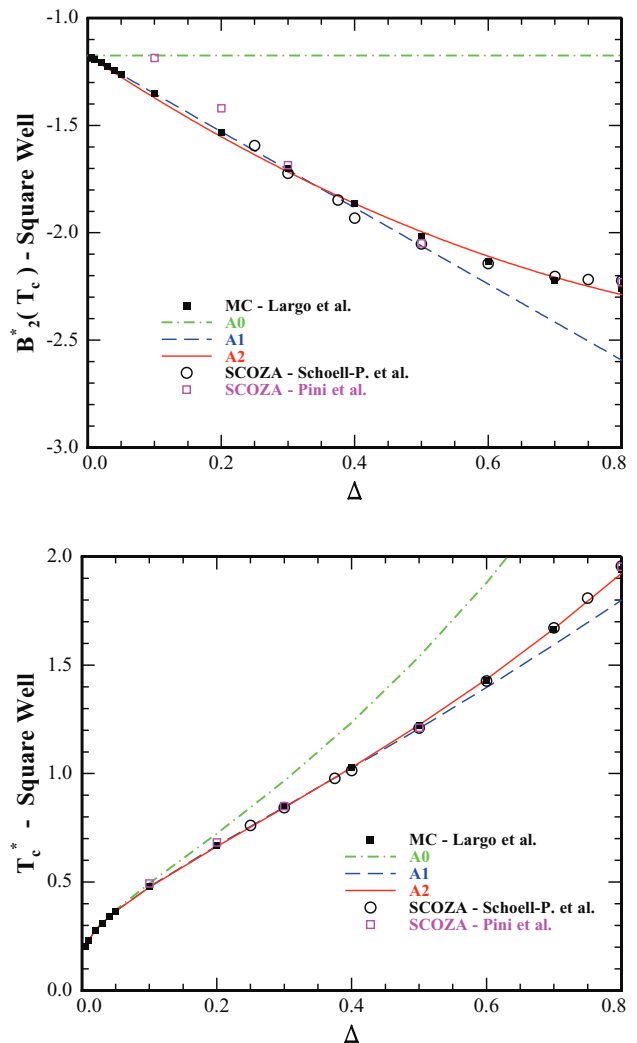 -1.0
-1.5
-2.0
-2.5
-3.0
B*2(Tc) - Square Well
MC - Largo et al.
A0
A1
A2
SCOZA - Schoell-P. et al.
SCOZA - Pini et al.
0.0 0.2 0.4 0.6 0.8
Δ
2.0
1.5
1.0
0.5
0.0
Tc* - Square Well
MC - Largo et al.
A0
A1
A2
SCOZA - Schoell-P. et al.
SCOZA - Pini et al.
0.0 0.2 0.4 0.6 0.8
Δ